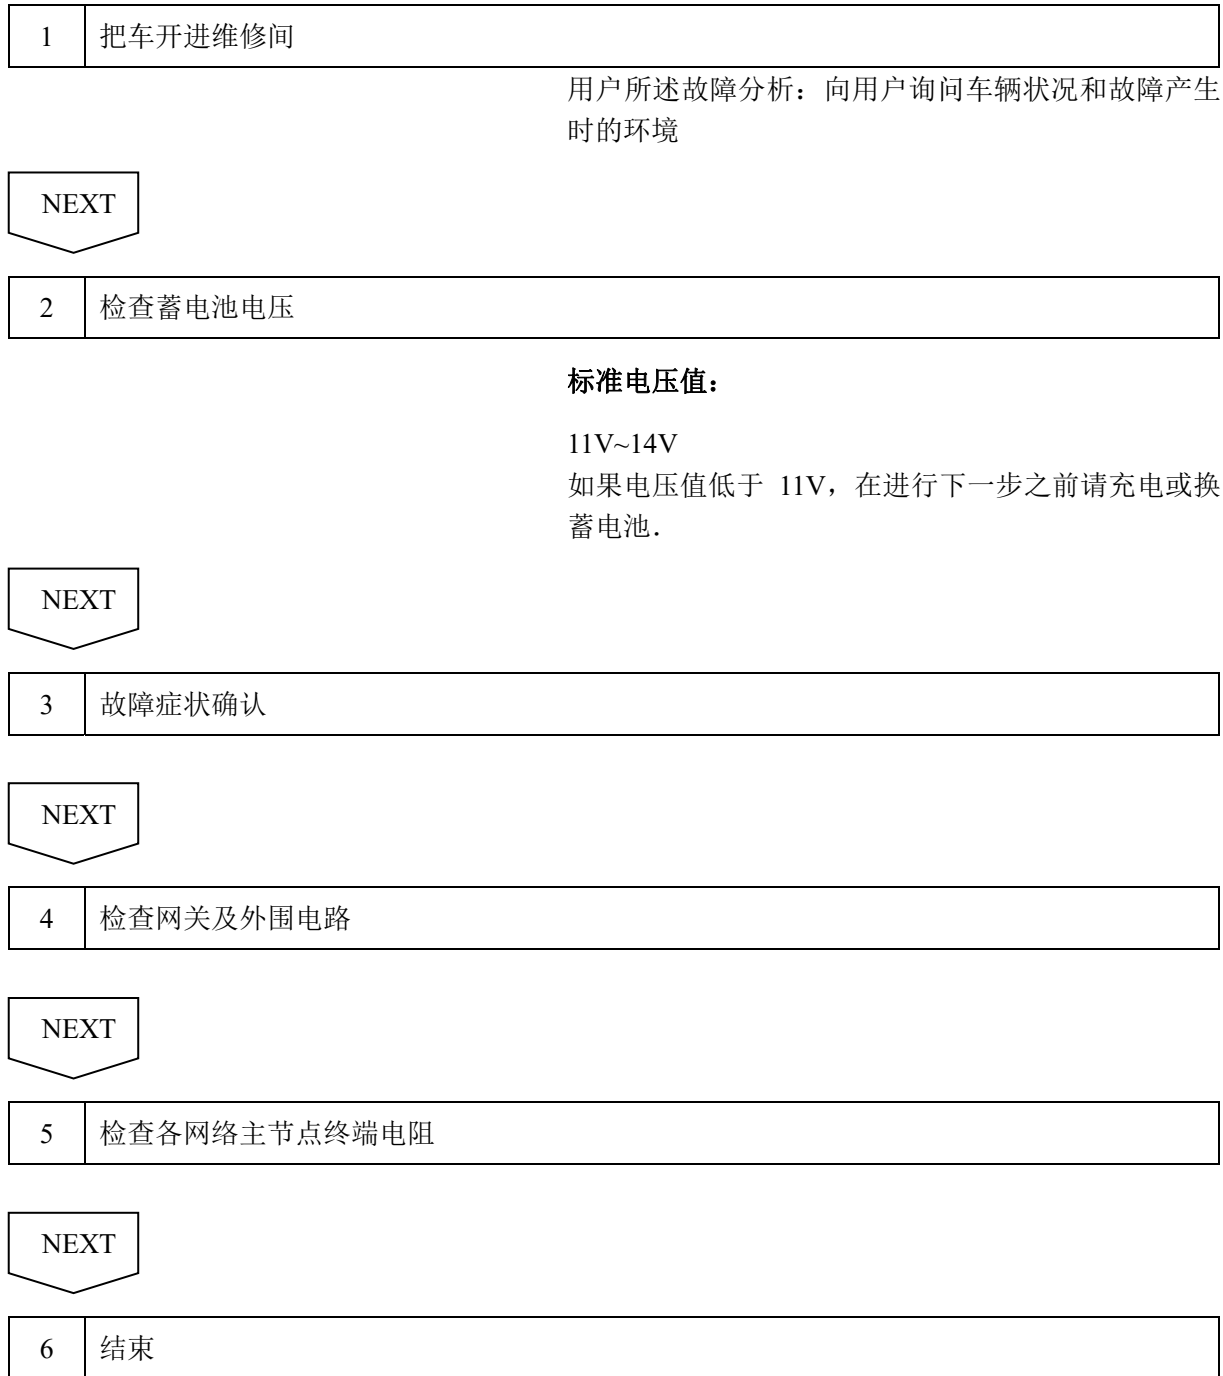 1 把车开进维修间
用户所述故障分析：向用户询问车辆状况和故障产生
时的环境
NEXT
2 检查蓄电池电压
标准电压值：
11V~14V
如果电压值低于 11V，在进行下一步之前请充电或换
蓄电池．
NEXT
3 故障症状确认
NEXT
4 检查网关及外围电路
NEXT
5 检查各网络主节点终端电阻
NEXT
6 结束